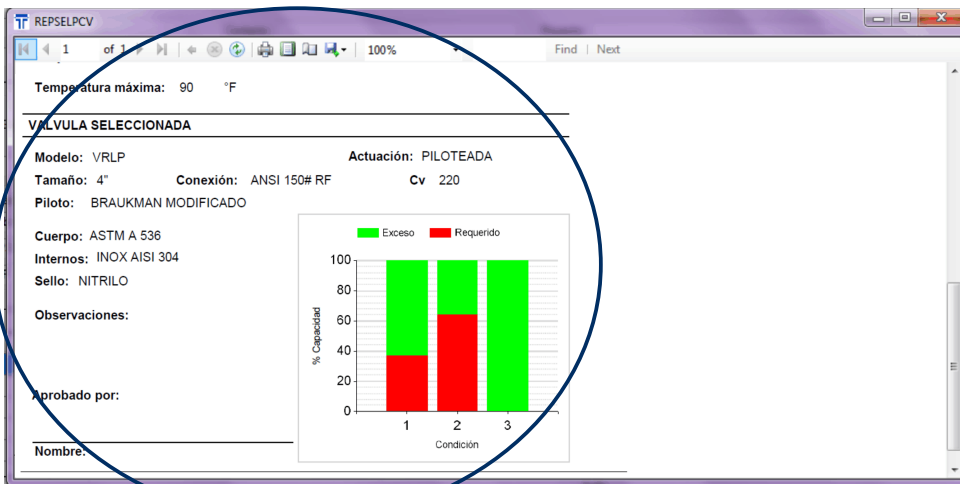 REPSELPCV
1 of 1 100% Find | Next
Temperatura máxima: 90 °F
VALVULA SELECCIONADA
Modelo: VRLP Actuación: PILOTEADA
Tamaño: 4" Conexión: ANSI 150# RF Cv 220
Piloto: BRAUKMAN MODIFICADO
Cuerpo: ASTM A 536
Internos: INOX AISI 304
Sello: NITRILO
Observaciones:
Aprobado por:
Nombre:
Exceso Requerido
100
80
60
40
20
0
% Capacidad
1 2 3
Condición